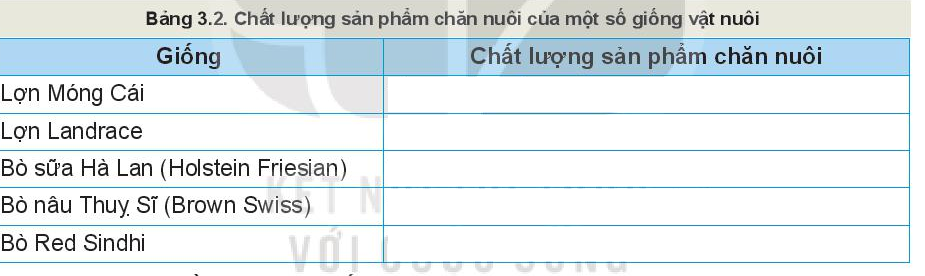 Bảng 3.2. Chất lượng sản phẩm chăn nuôi của một số giống vật nuôi
Giống Chất lượng sản phẩm chăn nuôi
Lợn Móng Cái
Lợn Landrace
Bò sữa Hà Lan (Holstein Friesian)
Bò nâu Thuỵ Sĩ (Brown Swiss)
Bò Red Sindhi